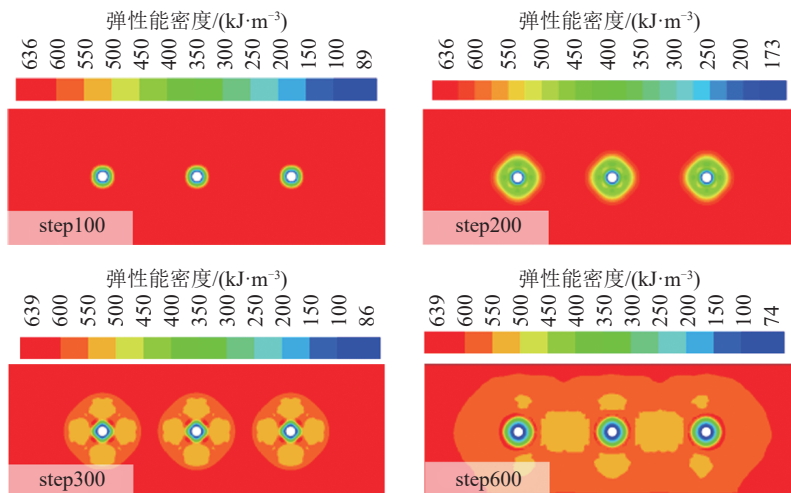 弹性能密度/(kJ·m⁻³)
636 600 550 500 450 400 350 300 250 200 150 100 89
step100
弹性能密度/(kJ·m⁻³)
636 600 550 500 450 400 350 300 250 200 173
step200
弹性能密度/(kJ·m⁻³)
639 600 550 500 450 400 350 300 250 200 150 100 86
step300
弹性能密度/(kJ·m⁻³)
639 600 550 500 450 400 350 300 250 200 150 100 74
step600